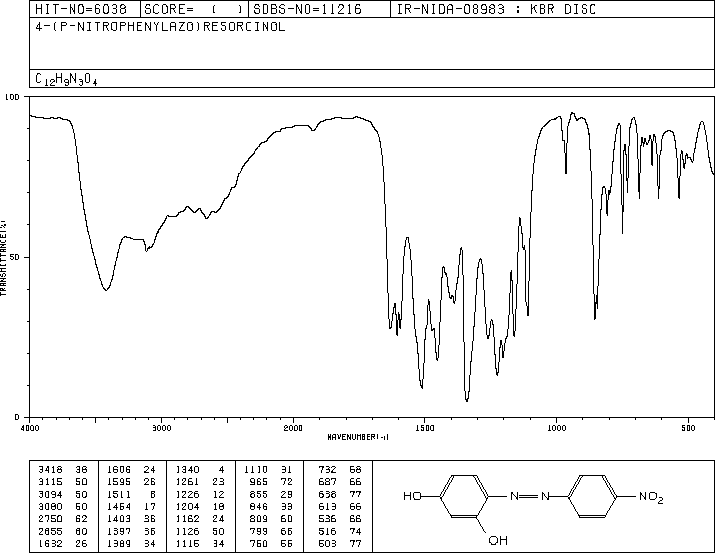 HIT-NO=6038 SCORE= ( ) SDBS-NO=11216 IR-NIDA-08983 : KBR DISC
4-(P-NITROPHENYLAZO)RESORCINOL
C12H9N3O4
100
50
0
TRANSMITTANCE(%)
4000 3000 2000 1500 1000 500
WAVENUMBER(-1)
3418 38 1606 24 1340 4 1110 31 732 68
3115 50 1595 26 1261 23 965 72 687 66
3094 50 1511 8 1226 12 855 29 638 77
3080 50 1454 17 1204 18 846 33 613 66
2750 62 1403 36 1162 24 809 60 536 66
2655 60 1397 36 1126 50 799 66 516 74
1632 26 1389 34 1116 34 750 55 503 77
HO
N
N
NO2
OH